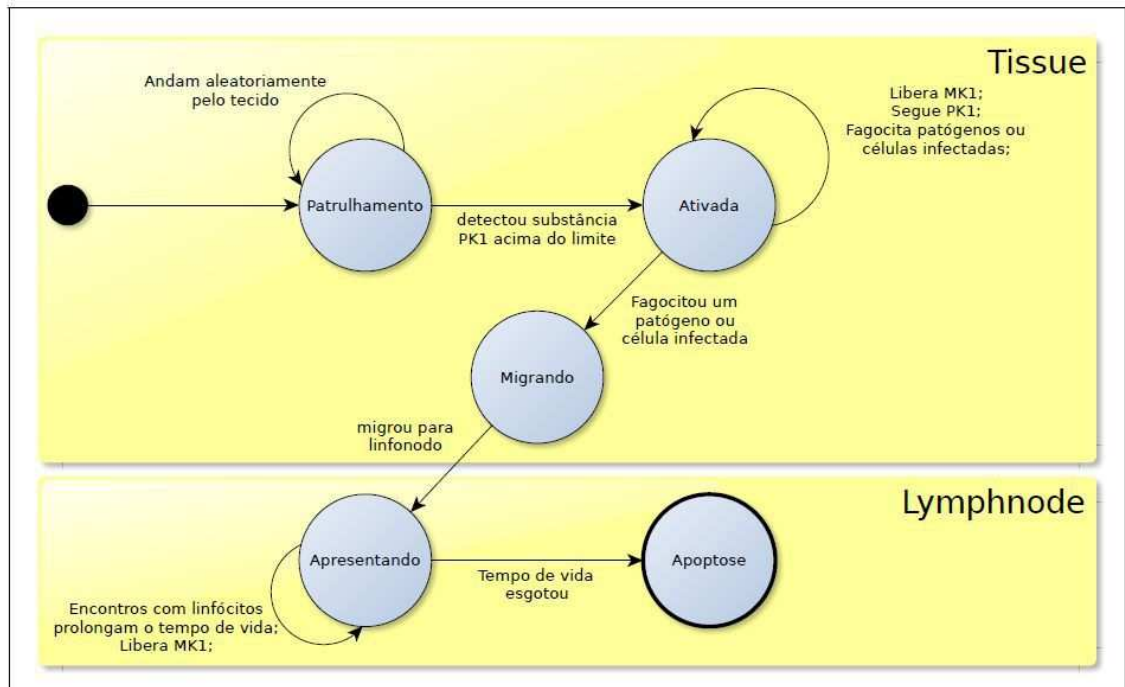 Tissue
Andam aleatoriamente
pelo tecido
Libera MK1;
Segue PK1;
Fagocita patógenos ou
células infectadas;
Patrulhamento
detectou substância
PK1 acima do limite
Ativada
Fagocitou um
patógeno ou
célula infectada
Migrando
migrou para
linfonodo
Lymphnode
Apresentando
Tempo de vida
esgotou
Apoptose
Encontros com linfócitos
prolongam o tempo de vida;
Libera MK1;